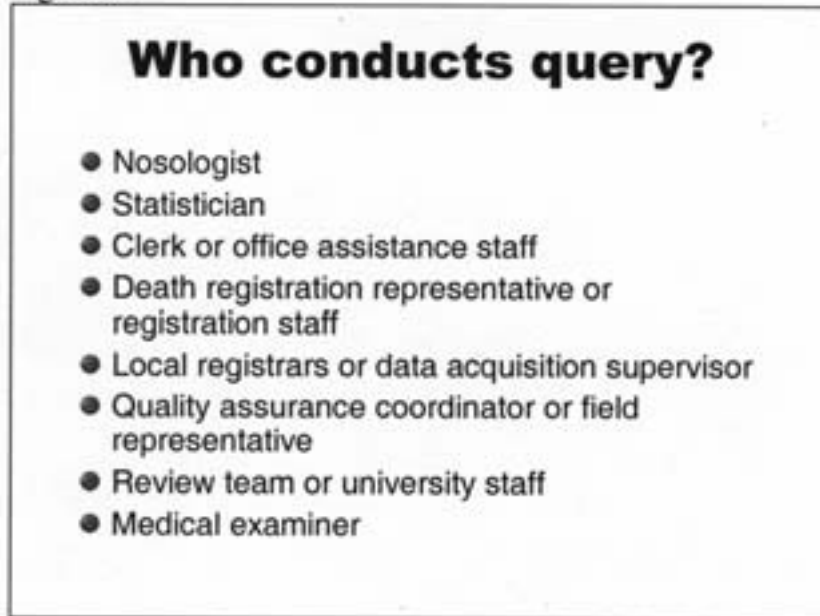 Who conducts query?
● Nosologist
● Statistician
● Clerk or office assistance staff
● Death registration representative or
registration staff
● Local registrars or data acquisition supervisor
● Quality assurance coordinator or field
representative
● Review team or university staff
● Medical examiner